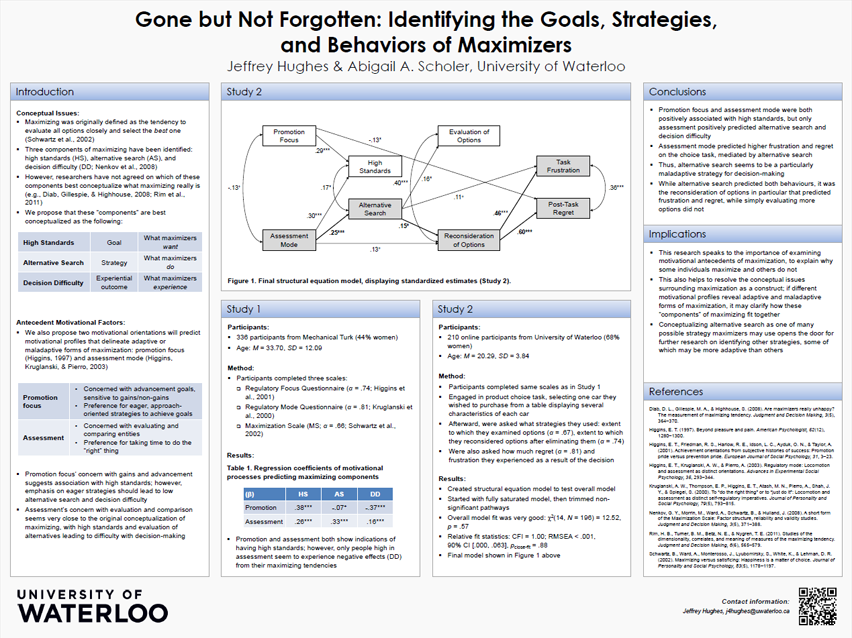 Gone but Not Forgotten: Identifying the Goals, Strategies,
and Behaviors of Maximizers
Jeffrey Hughes & Abigail A. Scholer, University of Waterloo
Introduction
Conceptual Issues:
• Maximizing was originally defined as the tendency to
evaluate all options closely and select the best one
(Schwartz et al., 2002)
• Three components of maximizing have been identified:
high standards (HS), alternative search (AS), and
decision difficulty (DD; Nenkov et al., 2008)
• However, researchers have not agreed on which of these
components best conceptualize what maximizing really is
(e.g., Diab, Gillespie, & Highhouse, 2008; Rim et al.,
2011)
• We propose that these "components" are best
conceptualized as the following:
High Standards Goal What maximizers
want
Alternative Search Strategy What maximizers
do
Decision Difficulty Experiential
outcome What maximizers
experience
Antecedent Motivational Factors:
• We also propose two motivational orientations will predict
motivational profiles that delineate adaptive or
maladaptive forms of maximization: promotion focus
(Higgins, 1997) and assessment mode (Higgins,
Kruglanski, & Pierro, 2003)
Promotion
focus
• Concerned with advancement goals,
sensitive to gains/non-gains
• Preference for eager, approach-
oriented strategies to achieve goals
Assessment
• Concerned with evaluating and
comparing entities
• Preference for taking time to do the
"right" thing
• Promotion focus' concern with gains and advancement
suggests association with high standards; however,
emphasis on eager strategies should lead to low
alternative search and decision difficulty
• Assessment's concern with evaluation and comparison
seems very close to the original conceptualization of
maximizing, with high standards and evaluation of
alternatives leading to difficulty with decision-making
Study 2
Promotion
Focus
Evaluation of
Options
High
Standards
Task
Frustration
Alternative
Search
Post-Task
Regret
Assessment
Mode
Reconsideration
of Options
-.13*
.29***
-.13*
.17*
.40***
.16*
.11*
.36***
.30***
.25***
.15*
.46***
.60***
.13*
Figure 1. Final structural equation model, displaying standardized estimates (Study 2).
Study 1
Participants:
• 336 participants from Mechanical Turk (44% women)
• Age: M = 33.70, SD = 12.09
Method:
• Participants completed three scales:
□ Regulatory Focus Questionnaire (α = .74; Higgins et
al., 2001)
□ Regulatory Mode Questionnaire (α = .81; Kruglanski et
al., 2000)
□ Maximization Scale (MS; α = .66; Schwartz et al.,
2002)
Results:
Table 1. Regression coefficients of motivational
processes predicting maximizing components
(β) HS AS DD
Promotion .38*** -.07* -.37***
Assessment .26*** .33*** .16***
• Promotion and assessment both show indications of
having high standards; however, only people high in
assessment seem to experience negative effects (DD)
from their maximizing tendencies
Study 2
Participants:
• 210 online participants from University of Waterloo (68%
women)
• Age: M = 20.29, SD = 3.84
Method:
• Participants completed same scales as in Study 1
• Engaged in product choice task, selecting one car they
wished to purchase from a table displaying several
characteristics of each car
• Afterward, were asked what strategies they used: extent to
which they examined options (α = .67), extent to which
they reconsidered options after eliminating them (α = .74)
• Were also asked how much regret (α = .81) and
frustration they experienced as a result of the decision
Results:
• Created structural equation model to test overall model
• Started with fully saturated model, then trimmed non-
significant pathways
• Overall model fit was very good: χ²(14, N = 196) = 12.52,
p = .57
• Relative fit statistics: CFI = 1.00; RMSEA < .001,
90% CI [.000, .063], pclose-fit = .88
• Final model shown in Figure 1 above
Conclusions
• Promotion focus and assessment mode were both
positively associated with high standards, but only
assessment positively predicted alternative search and
decision difficulty
• Assessment mode predicted higher frustration and regret
on the choice task, mediated by alternative search
• Thus, alternative search seems to be a particularly
maladaptive strategy for decision-making
• While alternative search predicted both behaviours, it was
the reconsideration of options in particular that predicted
frustration and regret, while simply evaluating more
options did not
Implications
• This research speaks to the importance of examining
motivational antecedents of maximization, to explain why
some individuals maximize and others do not
• This also helps to resolve the conceptual issues
surrounding maximization as a construct; if different
motivational profiles reveal adaptive and maladaptive
forms of maximization, it may clarify how these
"components" of maximizing fit together
• Conceptualizing alternative search as one of many
possible strategy maximizers may use opens the door for
further research on identifying other strategies, some of
which may be more adaptive than others
References
Diab, D. L., Gillespie, M. A., & Highhouse, S. (2008). Are maximizers really unhappy?
The measurement of maximizing tendency. Judgment and Decision Making, 3(5),
364–370.
Higgins, E. T. (1997). Beyond pleasure and pain. American Psychologist, 52(12),
1280–1300.
Higgins, E. T., Friedman, R. S., Harlow, R. E., Idson, L. C., Ayduk, O. N., & Taylor, A.
(2001). Achievement orientations from subjective histories of success: Promotion
pride versus prevention pride. European Journal of Social Psychology, 31, 3–23.
Higgins, E. T., Kruglanski, A. W., & Pierro, A. (2003). Regulatory mode: Locomotion
and assessment as distinct orientations. Advances in Experimental Social
Psychology, 35, 293–344.
Kruglanski, A. W., Thompson, E. P., Higgins, E. T., Atash, M. N., Pierro, A., Shah, J.
Y., & Spiegel, S. (2000). To "do the right thing" or to "just do it": Locomotion and
assessment as distinct self-regulatory imperatives. Journal of Personality and
Social Psychology, 79(5), 793–815.
Nenkov, G. Y., Morrin, M., Ward, A., Schwartz, B., & Hulland, J. (2008). A short form
of the Maximization Scale: Factor structure, reliability and validity studies.
Judgment and Decision Making, 3(5), 371–388.
Rim, H. B., Turner, B. M., Betz, N. E., & Nygren, T. E. (2011). Studies of the
dimensionality, correlates, and meaning of measures of the maximizing tendency.
Judgment and Decision Making, 6(6), 565–579.
Schwartz, B., Ward, A., Monterosso, J., Lyubomirsky, S., White, K., & Lehman, D. R.
(2002). Maximizing versus satisficing: Happiness is a matter of choice. Journal of
Personality and Social Psychology, 83(5), 1178–1197.
UNIVERSITY OF
WATERLOO
Contact information:
Jeffrey Hughes, j4hughes@uwaterloo.ca